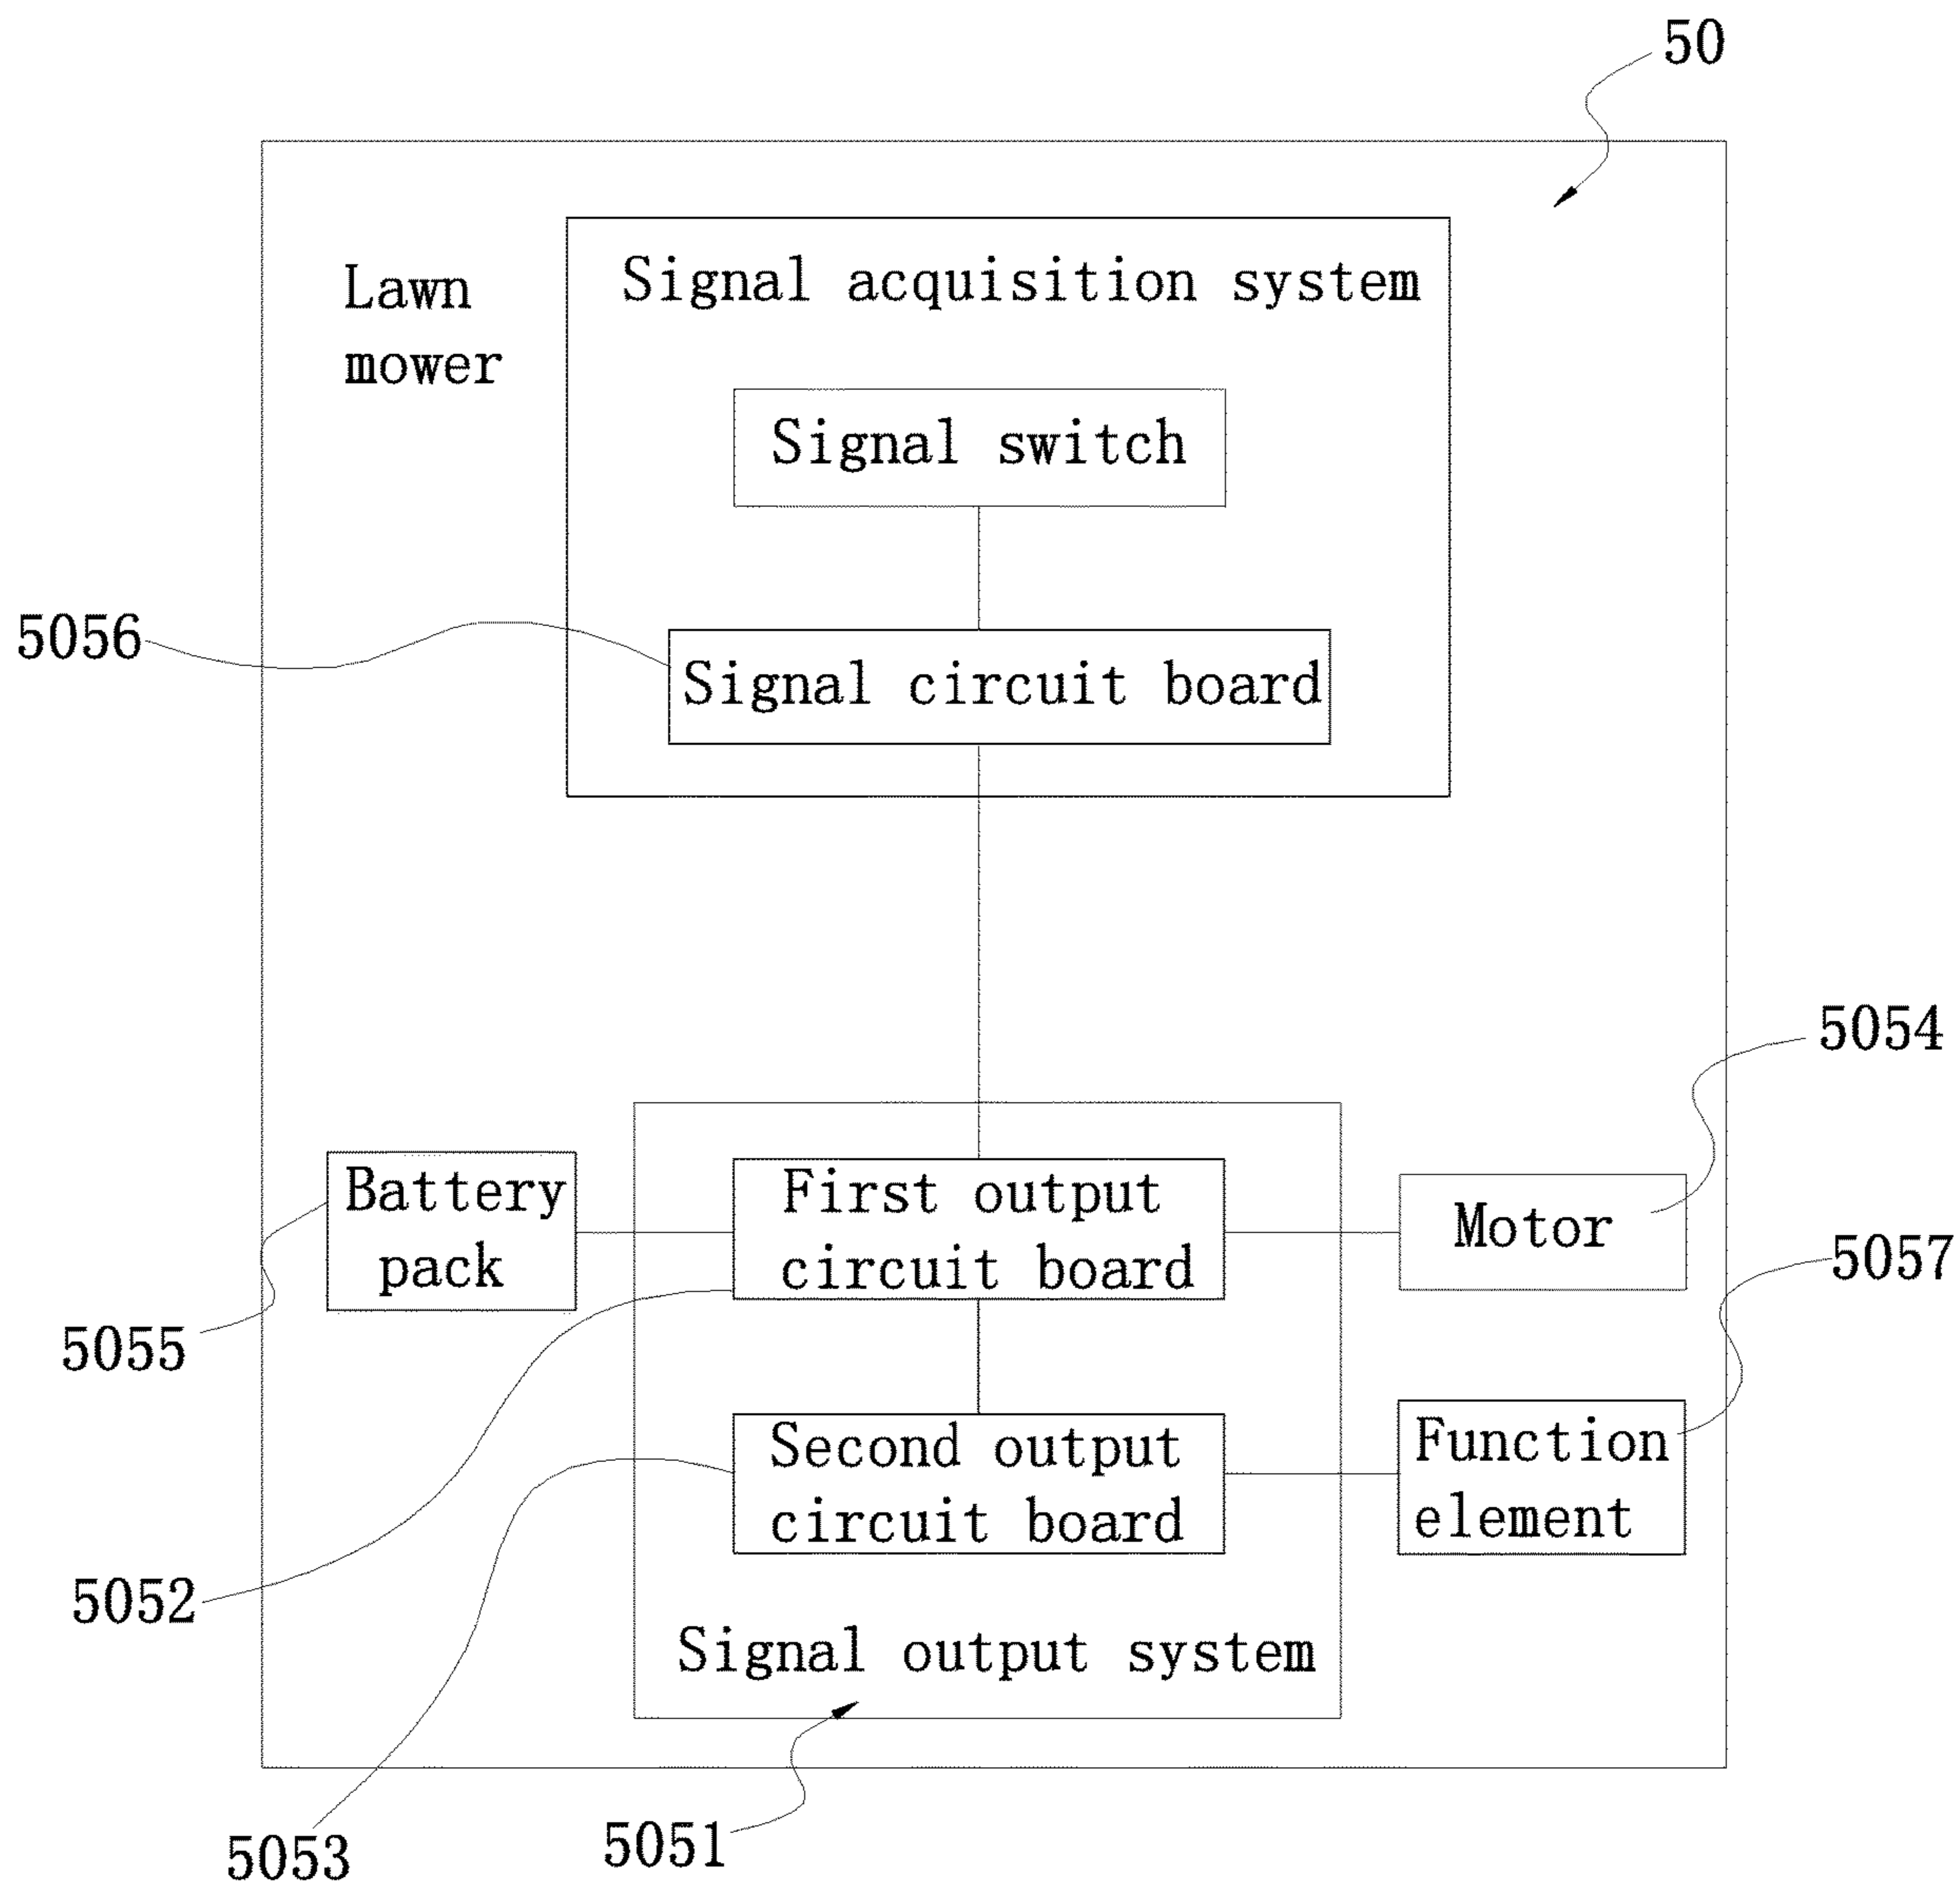 50
Lawn
mower
Signal acquisition system
Signal switch
5056
Signal circuit board
5054
Battery
pack
First output
circuit board
Motor
5057
5055
Second output
circuit board
Function
element
5052
Signal output system
5053
5051